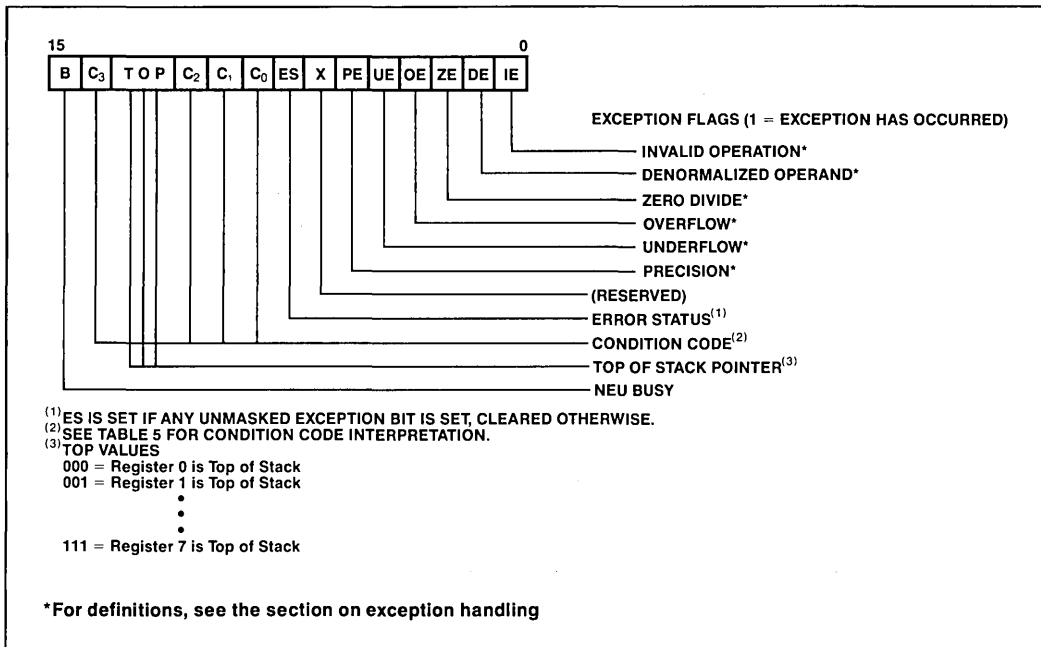 15 0
B C₃ T O P C₂ C₁ C₀ ES X PE UE OE ZE DE IE
EXCEPTION FLAGS (1 = EXCEPTION HAS OCCURRED)
INVALID OPERATION*
DENORMALIZED OPERAND*
ZERO DIVIDE*
OVERFLOW*
UNDERFLOW*
PRECISION*
(RESERVED)
ERROR STATUS⁽¹⁾
CONDITION CODE⁽²⁾
TOP OF STACK POINTER⁽³⁾
NEU BUSY
⁽¹⁾ES IS SET IF ANY UNMASKED EXCEPTION BIT IS SET, CLEARED OTHERWISE.
⁽²⁾SEE TABLE 5 FOR CONDITION CODE INTERPRETATION.
⁽³⁾TOP VALUES
000 = Register 0 is Top of Stack
001 = Register 1 is Top of Stack
•
•
•
111 = Register 7 is Top of Stack
*For definitions, see the section on exception handling